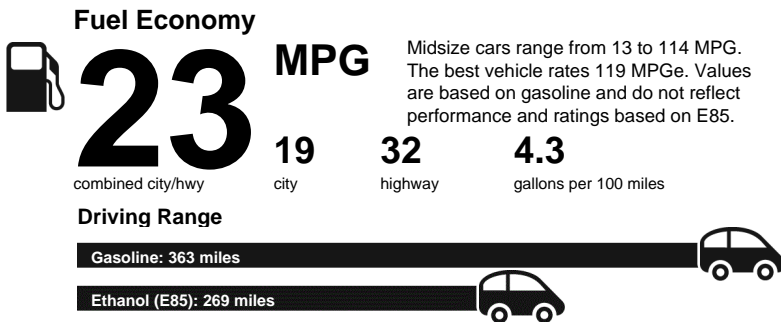 Fuel Economy
23
MPG
Midsize cars range from 13 to 114 MPG.
The best vehicle rates 119 MPGe. Values
are based on gasoline and do not reflect
performance and ratings based on E85.
combined city/hwy
19
city
32
highway
4.3
gallons per 100 miles
Driving Range
Gasoline: 363 miles
Ethanol (E85): 269 miles